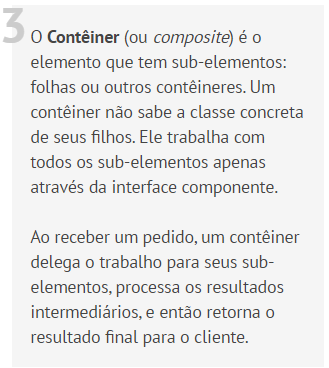 3
O Contêiner (ou composite) é o
elemento que tem sub-elementos:
folhas ou outros contêineres. Um
contêiner não sabe a classe concreta
de seus filhos. Ele trabalha com
todos os sub-elementos apenas
através da interface componente.
Ao receber um pedido, um contêiner
delega o trabalho para seus sub-
elementos, processa os resultados
intermediários, e então retorna o
resultado final para o cliente.